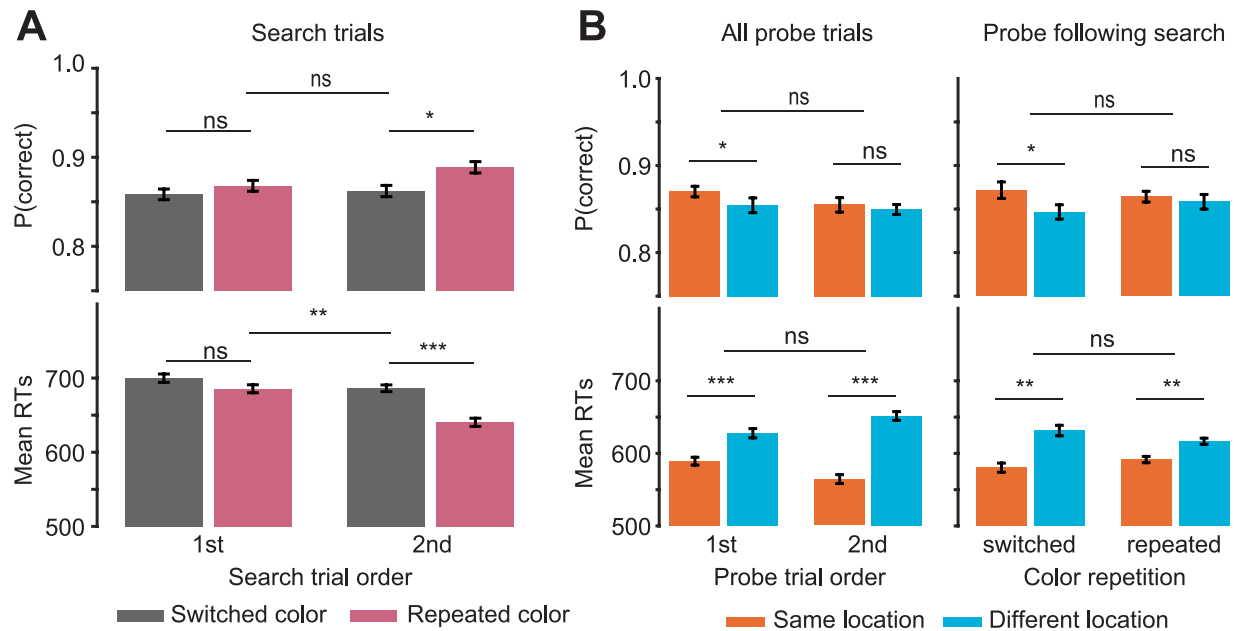 A
Search trials
1.0
0.9
0.8
P(correct)
ns
ns
*
700
600
500
Mean RTs
ns
**
***
1st
2nd
Search trial order
Switched color
Repeated color
B
All probe trials
Probe following search
1.0
0.9
0.8
P(correct)
*
ns
ns
*
ns
ns
700
600
500
Mean RTs
***
ns
***
**
ns
**
1st
2nd
switched
repeated
Probe trial order
Color repetition
Same location
Different location